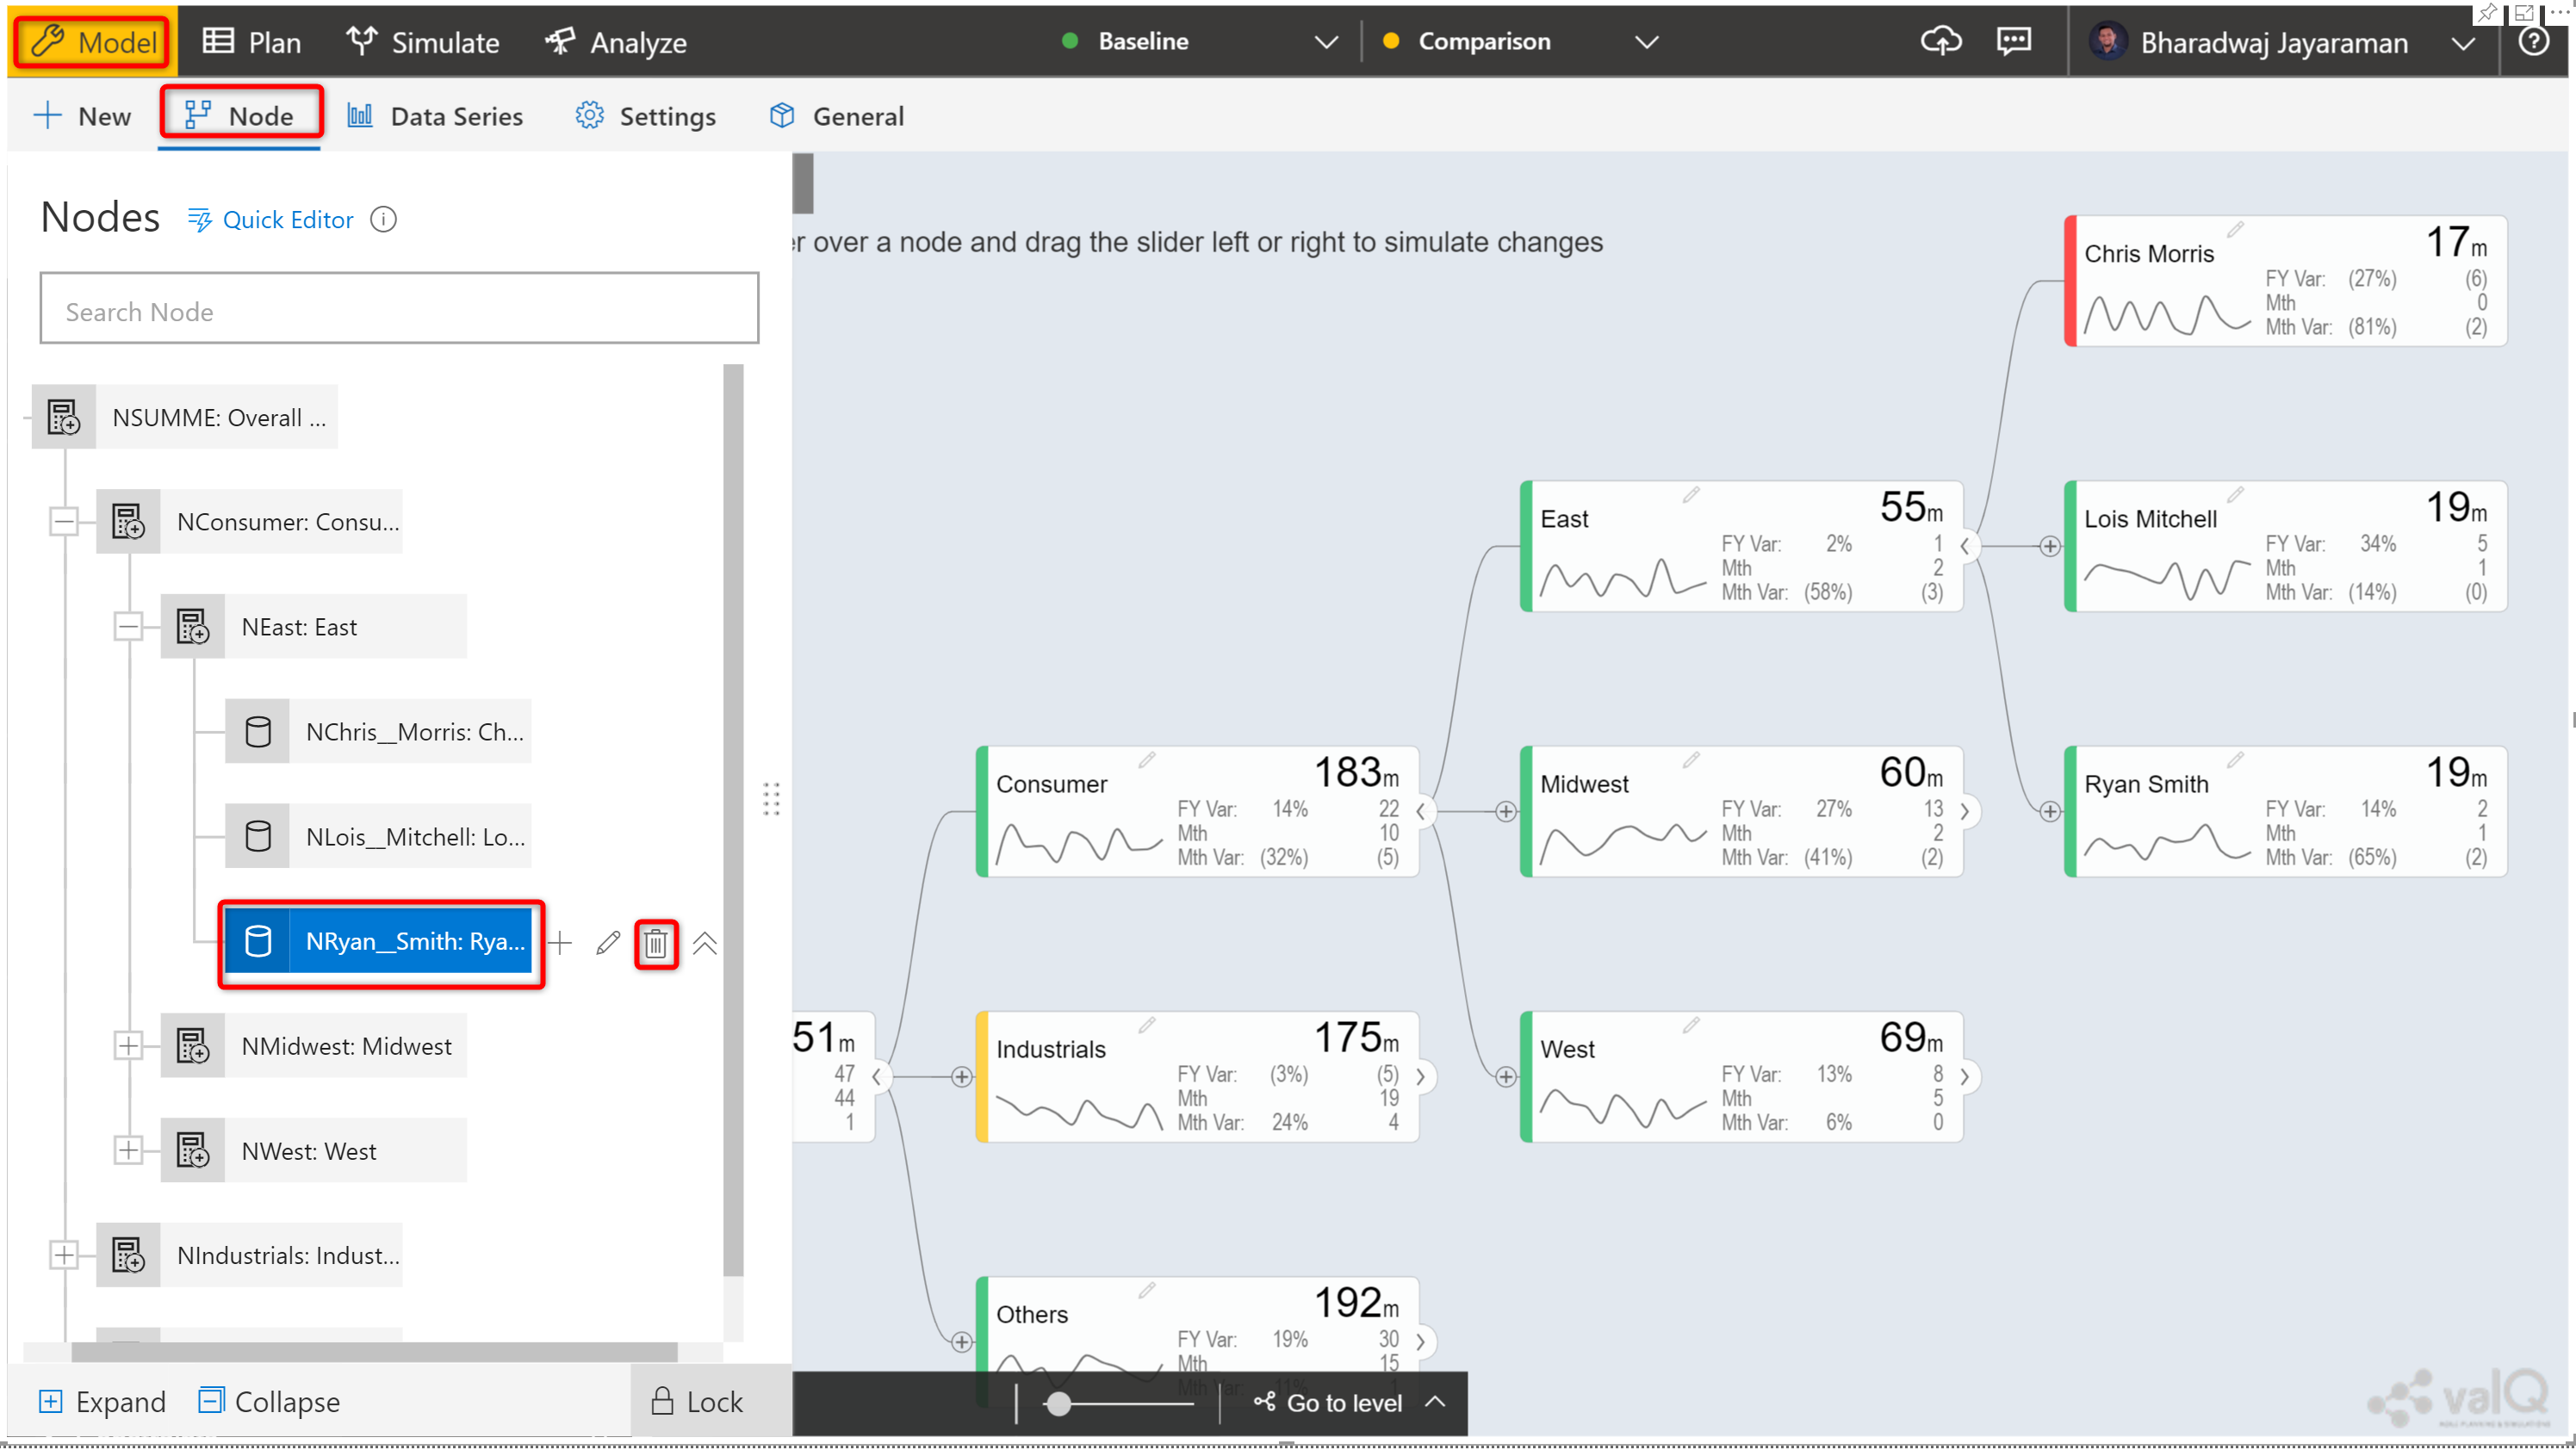 Model
Plan
Simulate
Analyze
Baseline
Comparison
Bharadwaj Jayaraman
New
Node
Data Series
Settings
General
Nodes
Quick Editor
Search Node
NSUMME: Overall ...
NConsumer: Consu...
NEast: East
NChris__Morris: Ch...
NLois__Mitchell: Lo...
NRyan__Smith: Rya...
NMidwest: Midwest
NWest: West
NIndustrials: Indust...
Expand
Collapse
Lock
er over a node and drag the slider left or right to simulate changes
51m
47
44
1
Consumer 183m
FY Var: 14% 22
Mth 10
Mth Var: (32%) (5)
Industrials 175m
FY Var: (3%) (5)
Mth 19
Mth Var: 24% 4
Others 192m
FY Var: 19% 30
Mth 15
Mth Var: 11% 1
East 55m
FY Var: 2% 1
Mth 2
Mth Var: (58%) (3)
Midwest 60m
FY Var: 27% 13
Mth 2
Mth Var: (41%) (2)
West 69m
FY Var: 13% 8
Mth 5
Mth Var: 6% 0
Chris Morris 17m
FY Var: (27%) (6)
Mth 0
Mth Var: (81%) (2)
Lois Mitchell 19m
FY Var: 34% 5
Mth 1
Mth Var: (14%) (0)
Ryan Smith 19m
FY Var: 14% 2
Mth 1
Mth Var: (65%) (2)
Go to level
valQ